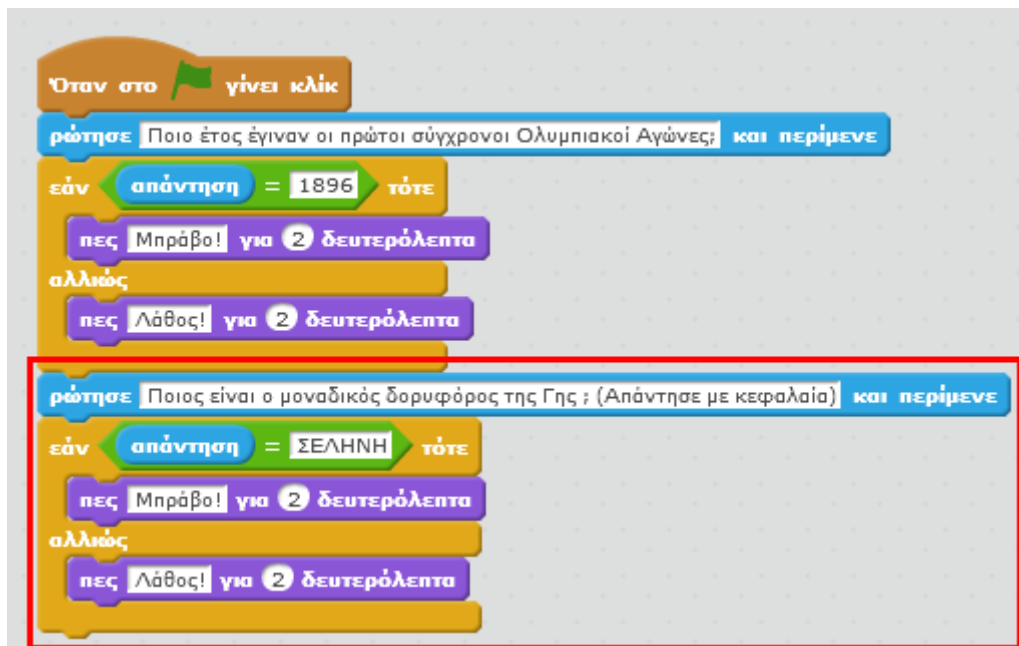 Όταν στο γίνει κλίκ
ρώτησε Ποιο έτος έγιναν οι πρώτοι σύγχρονοι Ολυμπιακοί Αγώνες; και περίμενε
εάν απάντηση = 1896 τότε
πες Μπράβο! για 2 δευτερόλεπτα
αλλιώς
πες Λάθος! για 2 δευτερόλεπτα
ρώτησε Ποιος είναι ο μοναδικός δορυφόρος της Γης ; (Απάντησε με κεφαλαία) και περίμενε
εάν απάντηση = ΣΕΛΗΝΗ τότε
πες Μπράβο! για 2 δευτερόλεπτα
αλλιώς
πες Λάθος! για 2 δευτερόλεπτα